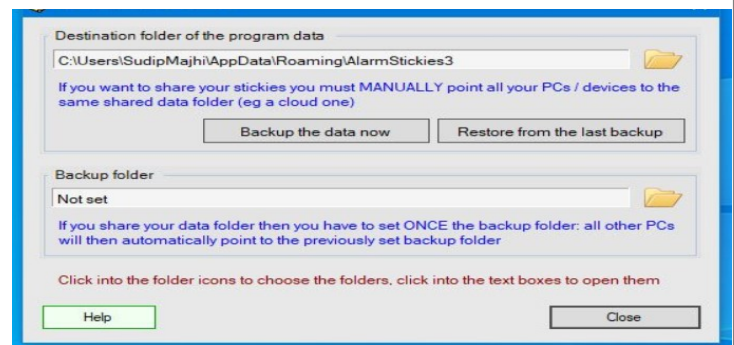 Destination folder of the program data
C:\Users\SudipMajhi\AppData\Roaming\AlarmStickies3
If you want to share your stickies you must MANUALLY point all your PCs / devices to the
same shared data folder (eg a cloud one)
Backup the data now
Restore from the last backup
Backup folder
Not set
If you share your data folder then you have to set ONCE the backup folder: all other PCs
will then automatically point to the previously set backup folder
Click into the folder icons to choose the folders, click into the text boxes to open them
Help
Close